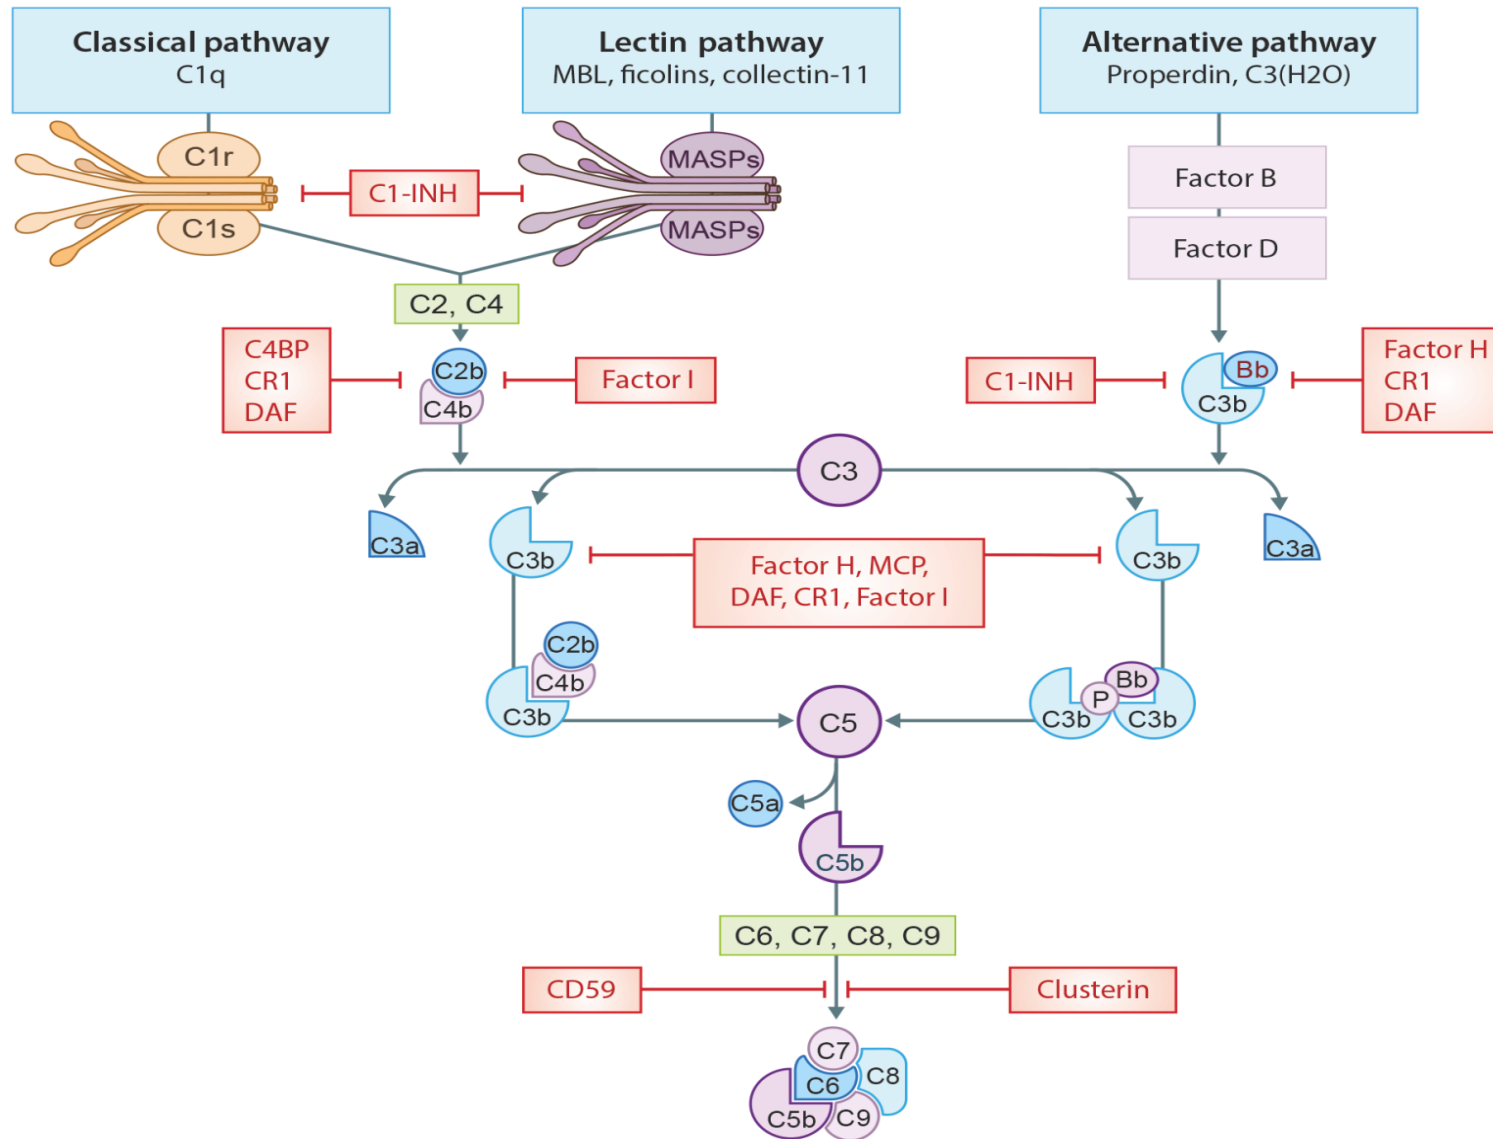 Classical pathway
C1q
Lectin pathway
MBL, ficolins, collectin-11
Alternative pathway
Properdin, C3(H2O)
C1r
C1s
C1-INH
MASPs
MASPs
Factor B
Factor D
C2, C4
C4BP
CR1
DAF
C2b
C4b
Factor I
C1-INH
Bb
C3b
Factor H
CR1
DAF
C3
C3a
C3b
Factor H, MCP,
DAF, CR1, Factor I
C3b
C3a
C2b
C4b
C3b
C5
Bb
P
C3b
C3b
C5a
C5b
C6, C7, C8, C9
CD59
Clusterin
C7
C6
C8
C5b
C9